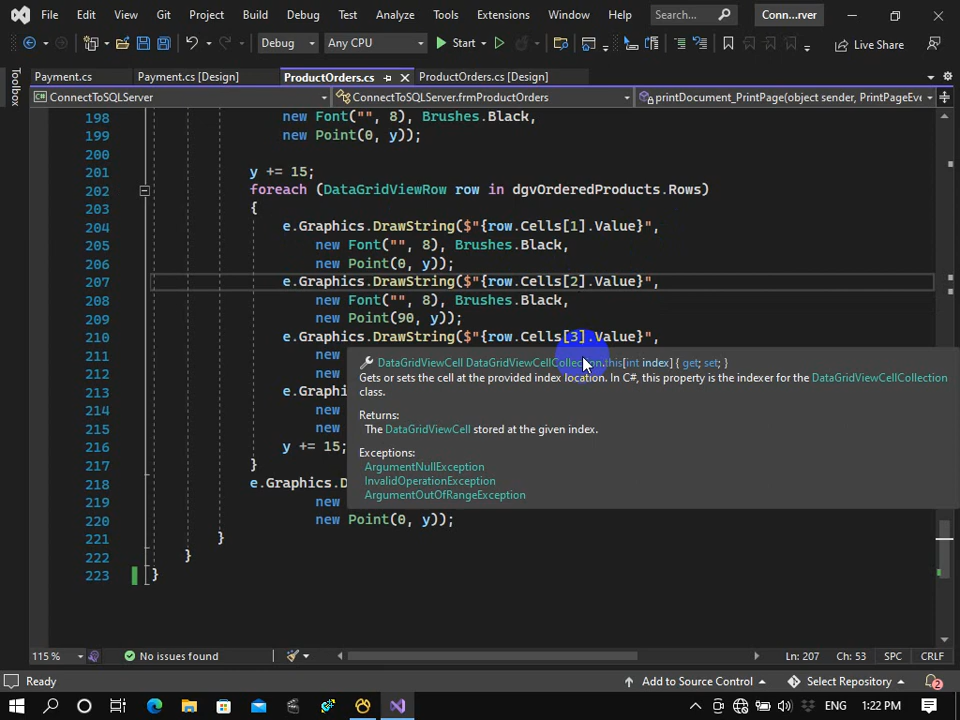 File Edit View Git Project Build Debug Test Analyze Tools Extensions Window Help Search... Conn...rver
Debug Any CPU Start Live Share
Payment.cs Payment.cs [Design] ProductOrders.cs ProductOrders.cs [Design]
Toolbox
ConnectToSQLServer ConnectToSQLServer.frmProductOrders printDocument_PrintPage(object sender, PrintPageEve
198 new Font("", 8), Brushes.Black,
199 new Point(0, y));
200
201 y += 15;
202 foreach (DataGridViewRow row in dgvOrderedProducts.Rows)
203 {
204 e.Graphics.DrawString($"{row.Cells[1].Value}",
205 new Font("", 8), Brushes.Black,
206 new Point(0, y));
207 e.Graphics.DrawString($"{row.Cells[2].Value}",
208 new Font("", 8), Brushes.Black,
209 new Point(90, y));
210 e.Graphics.DrawString($"{row.Cells[3].Value}",
211 new
DataGridViewCell DataGridViewCellCollection.this[int index] { get; set; }
212 new
Gets or sets the cell at the provided index location. In C#, this property is the indexer for the DataGridViewCellCollection
class.
213 e.Graphi
214 new
Returns:
215 new
The DataGridViewCell stored at the given index.
216 y += 15;
Exceptions:
217 }
ArgumentNullException
218 e.Graphics.D
InvalidOperationException
219 new
ArgumentOutOfRangeException
220 new Point(0, y));
221 }
222 }
223 }
115 % No issues found Ln: 207 Ch: 53 SPC CRLF
Ready Add to Source Control Select Repository 2
ENG 1:22 PM